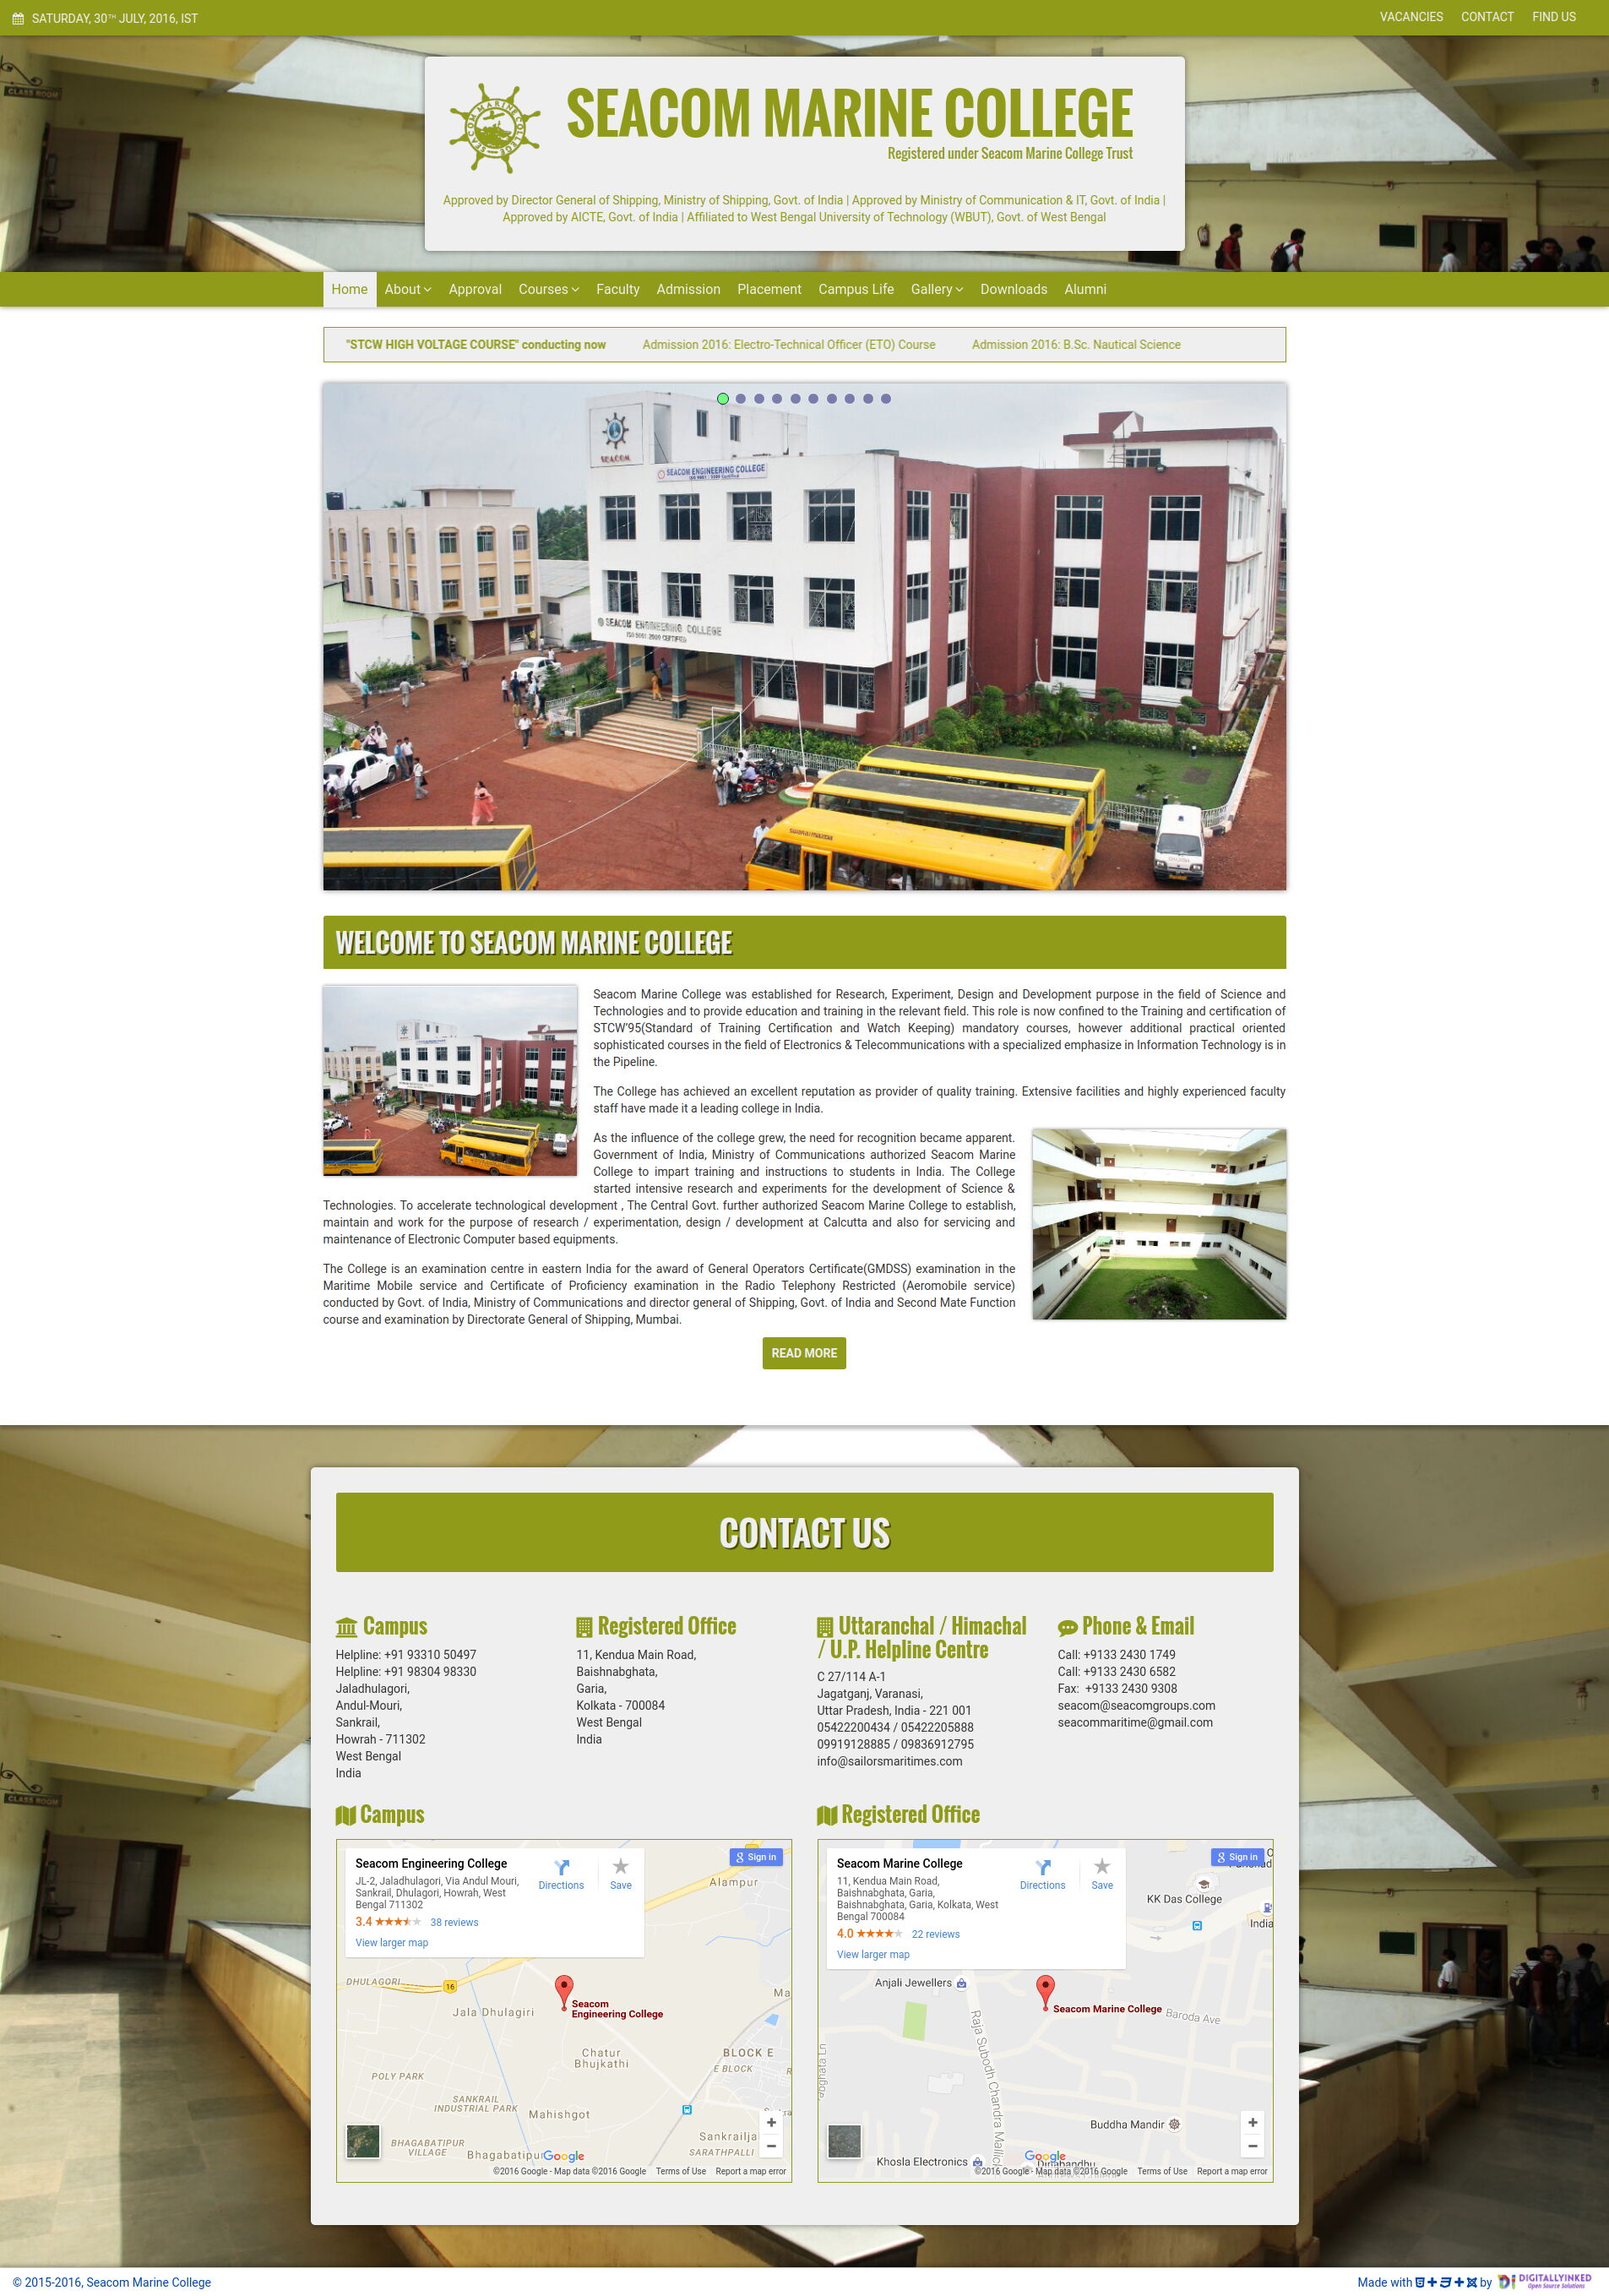 SATURDAY, 30TH JULY, 2016, IST
VACANCIES CONTACT FIND US
CLASS ROOM
SEACOM MARINE COLLEGE
SEACOM MARINE COLLEGE
Registered under Seacom Marine College Trust
Approved by Director General of Shipping, Ministry of Shipping, Govt. of India | Approved by Ministry of Communication & IT, Govt. of India |
Approved by AICTE, Govt. of India | Affiliated to West Bengal University of Technology (WBUT), Govt. of West Bengal
Home About Approval Courses Faculty Admission Placement Campus Life Gallery Downloads Alumni
"STCW HIGH VOLTAGE COURSE" conducting now Admission 2016: Electro-Technical Officer (ETO) Course Admission 2016: B.Sc. Nautical Science
SEACOM
SEACOM ENGINEERING COLLEGE
SEACOM ENGINEERING COLLEGE
ISO 9001-2000 CERTIFIED
WELCOME TO SEACOM MARINE COLLEGE
Seacom Marine College was established for Research, Experiment, Design and Development purpose in the field of Science and
Technologies and to provide education and training in the relevant field. This role is now confined to the Training and certification of
STCW'95(Standard of Training Certification and Watch Keeping) mandatory courses, however additional practical oriented
sophisticated courses in the field of Electronics & Telecommunications with a specialized emphasize in Information Technology is in
the Pipeline.
The College has achieved an excellent reputation as provider of quality training. Extensive facilities and highly experienced faculty
staff have made it a leading college in India.
As the influence of the college grew, the need for recognition became apparent.
Government of India, Ministry of Communications authorized Seacom Marine
College to impart training and instructions to students in India. The College
started intensive research and experiments for the development of Science &
Technologies. To accelerate technological development , The Central Govt. further authorized Seacom Marine College to establish,
maintain and work for the purpose of research / experimentation, design / development at Calcutta and also for servicing and
maintenance of Electronic Computer based equipments.
The College is an examination centre in eastern India for the award of General Operators Certificate(GMDSS) examination in the
Maritime Mobile service and Certificate of Proficiency examination in the Radio Telephony Restricted (Aeromobile service)
conducted by Govt. of India, Ministry of Communications and director general of Shipping, Govt. of India and Second Mate Function
course and examination by Directorate General of Shipping, Mumbai.
READ MORE
CONTACT US
Campus
Helpline: +91 93310 50497
Helpline: +91 98304 98330
Jaladhulagori,
Andul-Mouri,
Sankrail,
Howrah - 711302
West Bengal
India
Registered Office
11, Kendua Main Road,
Baishnabghata,
Garia,
Kolkata - 700084
West Bengal
India
Uttaranchal / Himachal
/ U.P. Helpline Centre
C 27/114 A-1
Jagatganj, Varanasi,
Uttar Pradesh, India - 221 001
05422200434 / 05422205888
09919128885 / 09836912795
info@sailorsmaritimes.com
Phone & Email
Call: +9133 2430 1749
Call: +9133 2430 6582
Fax: +9133 2430 9308
seacom@seacomgroups.com
seacommaritime@gmail.com
CLASS ROOM
Campus
Seacom Engineering College
JL-2, Jaladhulagori, Via Andul Mouri,
Sankrail, Dhulagori, Howrah, West
Bengal 711302
3.4 38 reviews
View larger map
Directions Save
Sign in
Alampur
DHULAGORI
16
Jala Dhulagiri
Seacom
Engineering College
Ma
Chatur
Bhujkathi
BLOCK E
E BLOCK
POLY PARK
SANKRAIL
INDUSTRIAL PARK
Mahishgot
Sankrailja
SARATHPALLI
BHAGABATIPUR
VILLAGE
Bhagabatipur
Google
©2016 Google - Map data ©2016 Google Terms of Use Report a map error
Registered Office
Seacom Marine College
11, Kendua Main Road,
Baishnabghata, Garia,
Baishnabghata, Garia, Kolkata, West
Bengal 700084
4.0 22 reviews
View larger map
Directions Save
Sign in
KK Das College
India
Anjali Jewellers
Seacom Marine College
Baroda Ave
Raja Subodh Chandra Mallick
Buddha Mandir
Khosla Electronics
Dinabandhu
Google
©2016 Google - Map data ©2016 Google Terms of Use Report a map error
© 2015-2016, Seacom Marine College
Made with + + by DIGITALLYINKED
Open Source Solutions